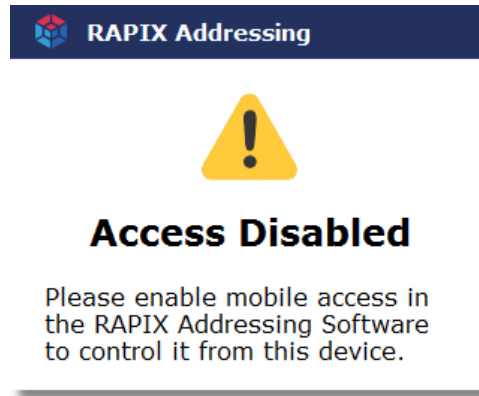 RAPIX Addressing
Access Disabled
Please enable mobile access in
the RAPIX Addressing Software
to control it from this device.